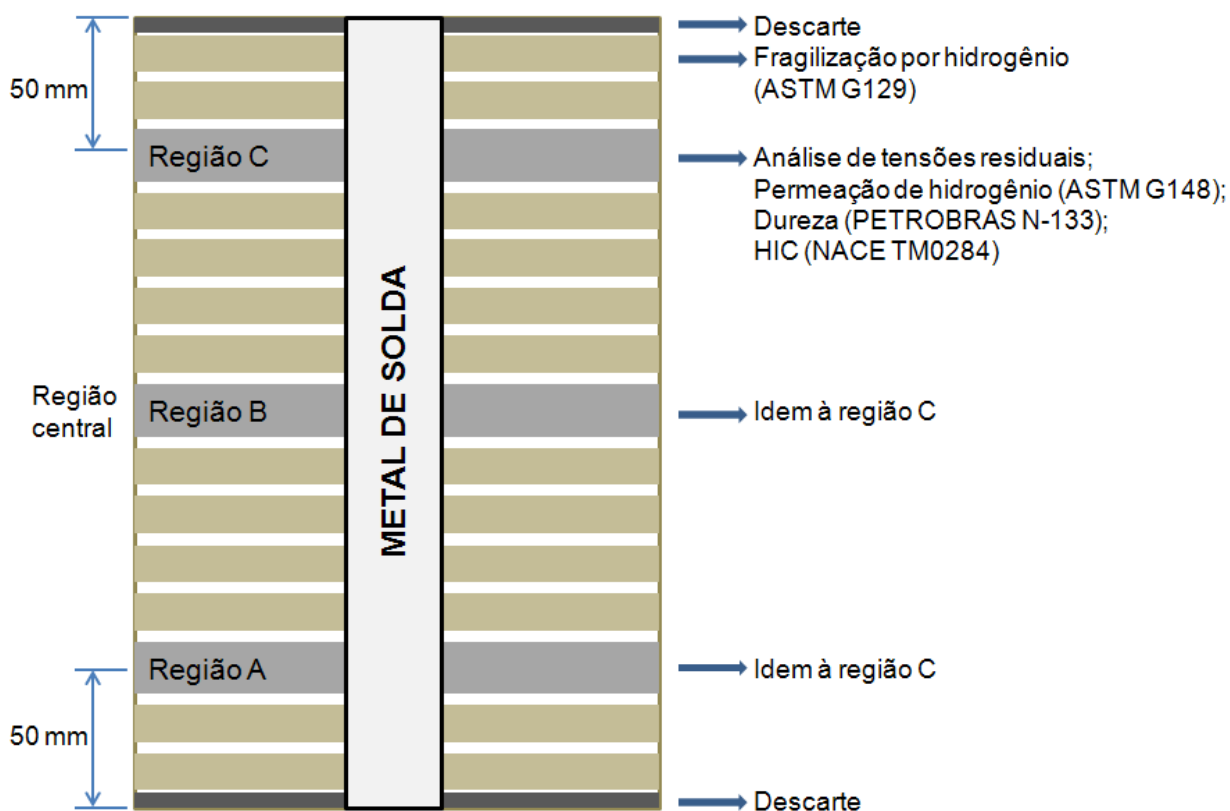 Descarte
Fragilização por hidrogênio
(ASTM G129)
50 mm
Região C
Análise de tensões residuais;
Permeação de hidrogênio (ASTM G148);
Dureza (PETROBRAS N-133);
HIC (NACE TM0284)
METAL DE SOLDA
Região
central
Região B
Idem à região C
Região A
Idem à região C
50 mm
Descarte